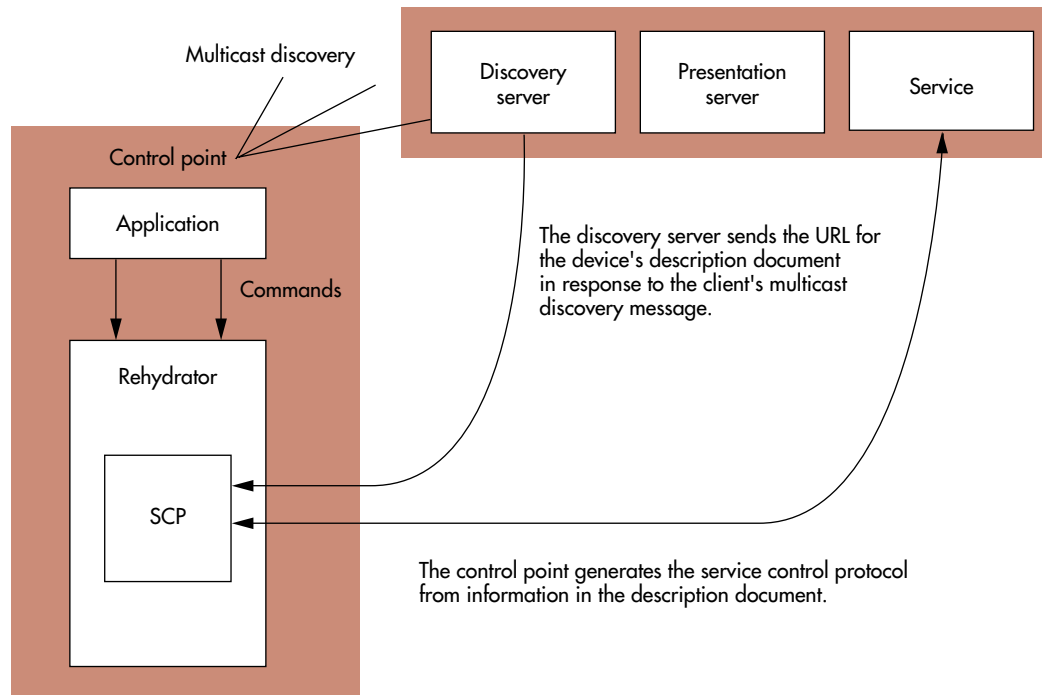 Multicast discovery
Discovery
server
Presentation
server
Service
Control point
Application
Commands
The discovery server sends the URL for
the device's description document
in response to the client's multicast
discovery message.
Rehydrator
SCP
The control point generates the service control protocol
from information in the description document.